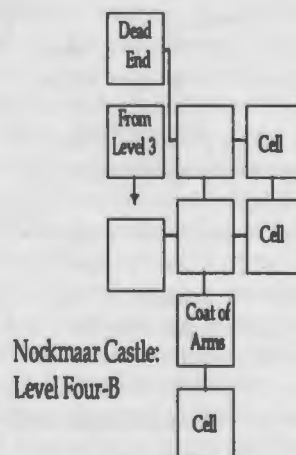 Dead
End
From
Level 3
Cell
Cell
Coat of
Arms
Nockmaar Castle:
Level Four-B
Cell